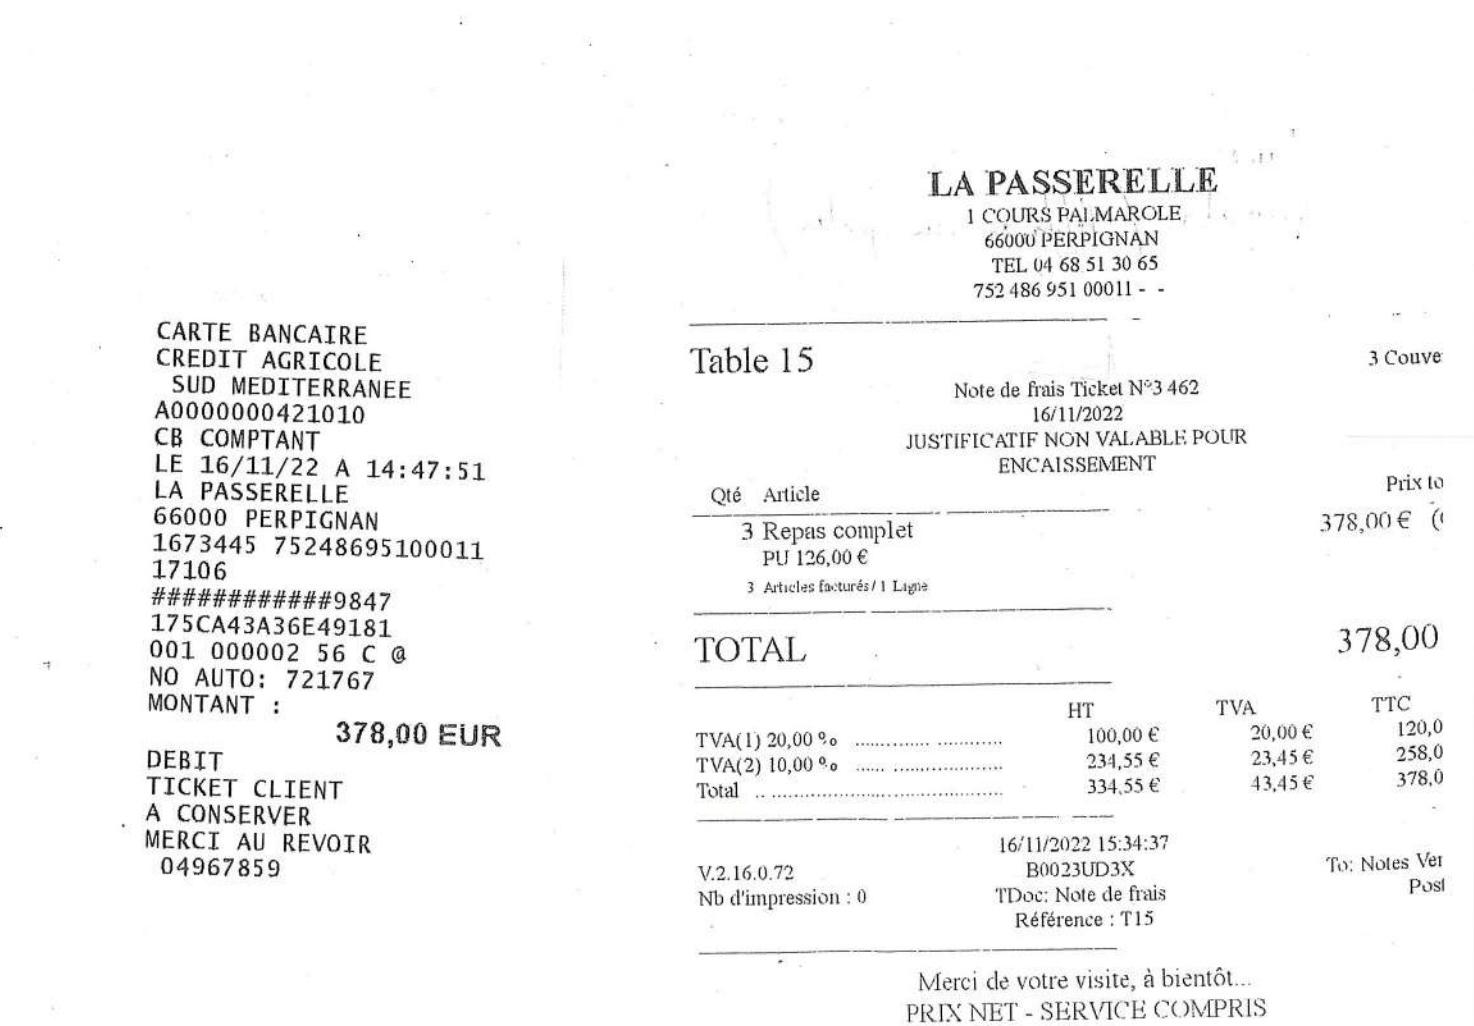 CARTE BANCAIRE
CREDIT AGRICOLE
SUD MEDITERRANEE
A0000000421010
CB COMPTANT
LE 16/11/22 A 14:47:51
LA PASSERELLE
66000 PERPIGNAN
1673445 75248695100011
17106
############9847
175CA43A36E49181
001 000002 56 C @
NO AUTO: 721767
MONTANT :
378,00 EUR
DEBIT
TICKET CLIENT
A CONSERVER
MERCI AU REVOIR
04967859
LA PASSERELLE
1 COURS PALMAROLE
66000 PERPIGNAN
TEL 04 68 51 30 65
752 486 951 00011 - -
Table 15 3 Couve
Note de frais Ticket N°3 462
16/11/2022
JUSTIFICATIF NON VALABLE POUR
ENCAISSEMENT
Qté Article Prix to
3 Repas complet 378,00 € (
PU 126,00 €
3 Articles facturés/ 1 Ligne
TOTAL 378,00
HT TVA TTC
TVA(1) 20,00 % .............. ........... 100,00 € 20,00 € 120,0
TVA(2) 10,00 % ...... .................... 234,55 € 23,45 € 258,0
Total .. ........................................ 334,55 € 43,45 € 378,0
16/11/2022 15:34:37
V.2.16.0.72 B0023UD3X To: Notes Ver
Nb d'impression : 0 TDoc: Note de frais Post
Référence : T15
Merci de votre visite, à bientôt...
PRIX NET - SERVICE COMPRIS